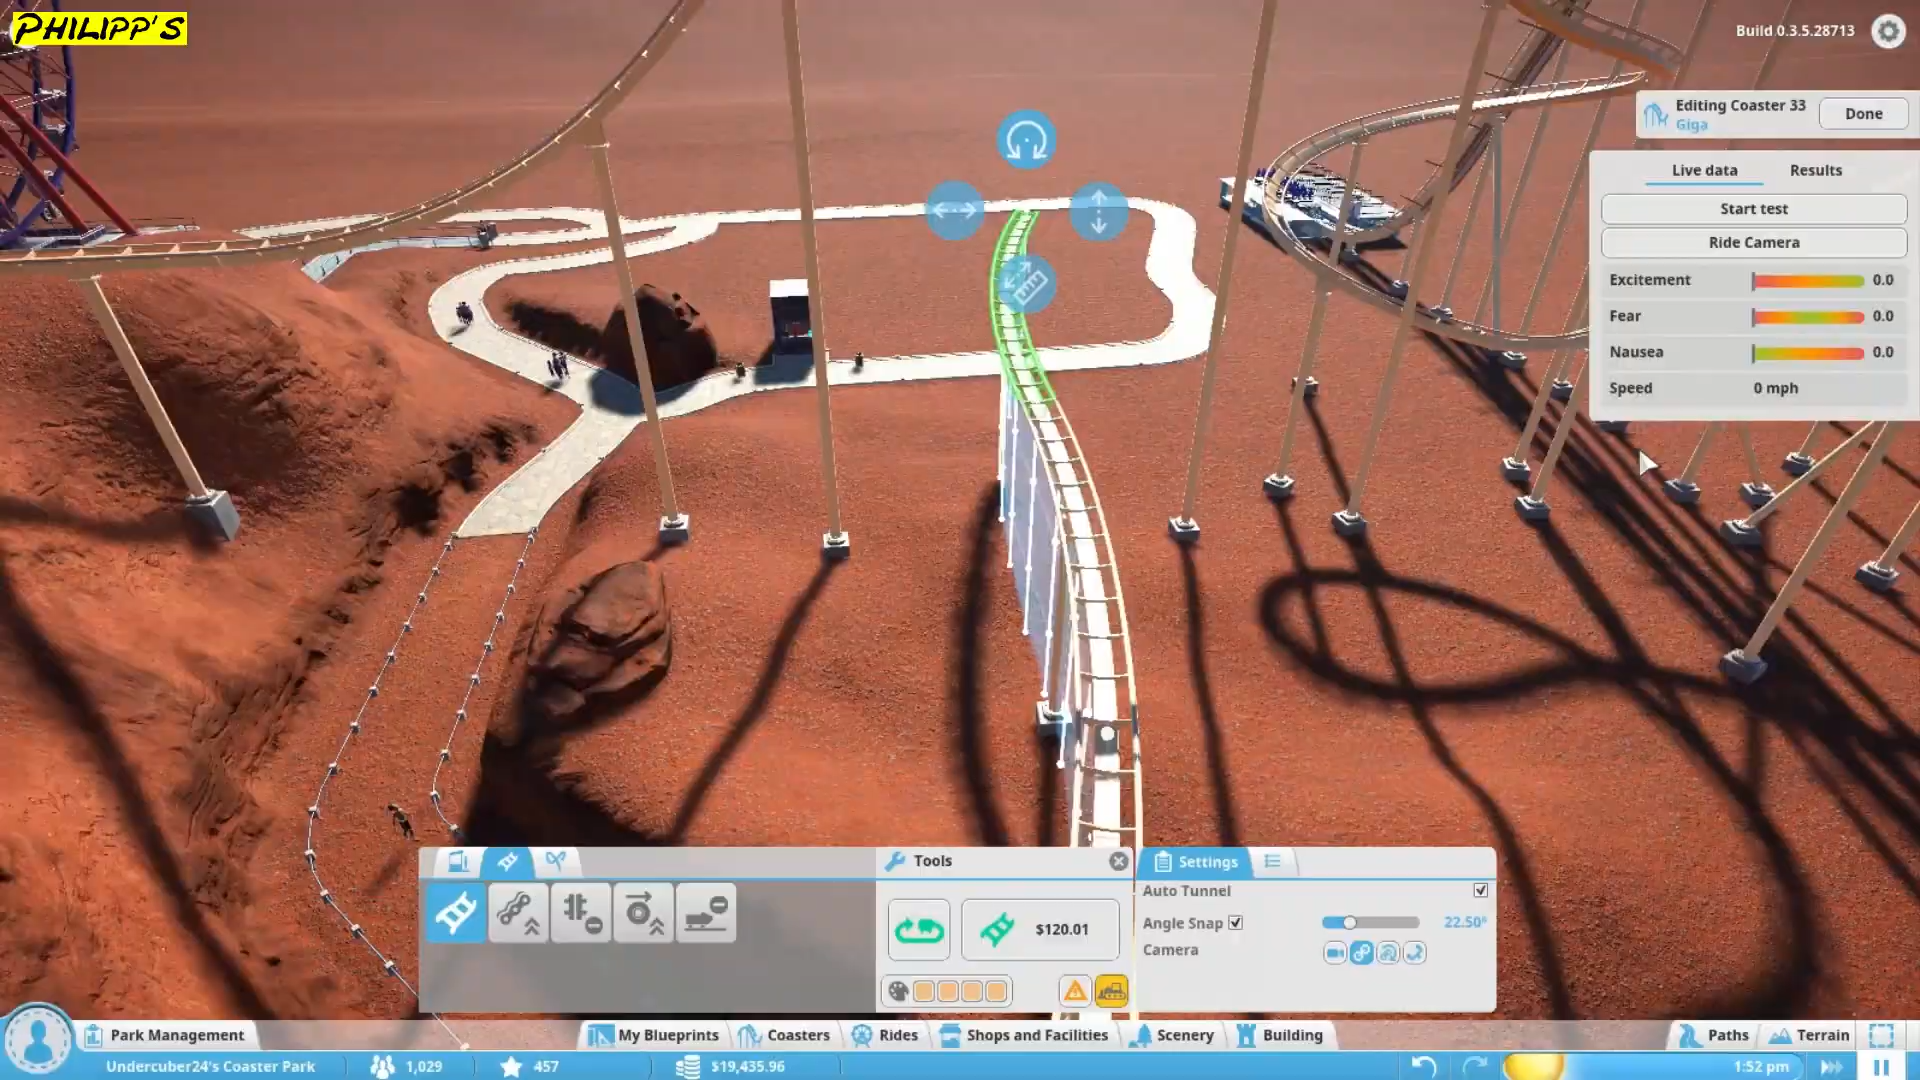 PHILIPP'S
Build 0.3.5.28713
Editing Coaster 33
Giga
Done
Live data
Results
Start test
Ride Camera
Excitement 0.0
Fear 0.0
Nausea 0.0
Speed 0 mph
Tools
$120.01
Settings
Auto Tunnel
Angle Snap 22.50°
Camera
Park Management
My Blueprints
Coasters
Rides
Shops and Facilities
Scenery
Building
Paths
Terrain
Undercuber24's Coaster Park
1,029
457
$19,435.96
1:52 pm